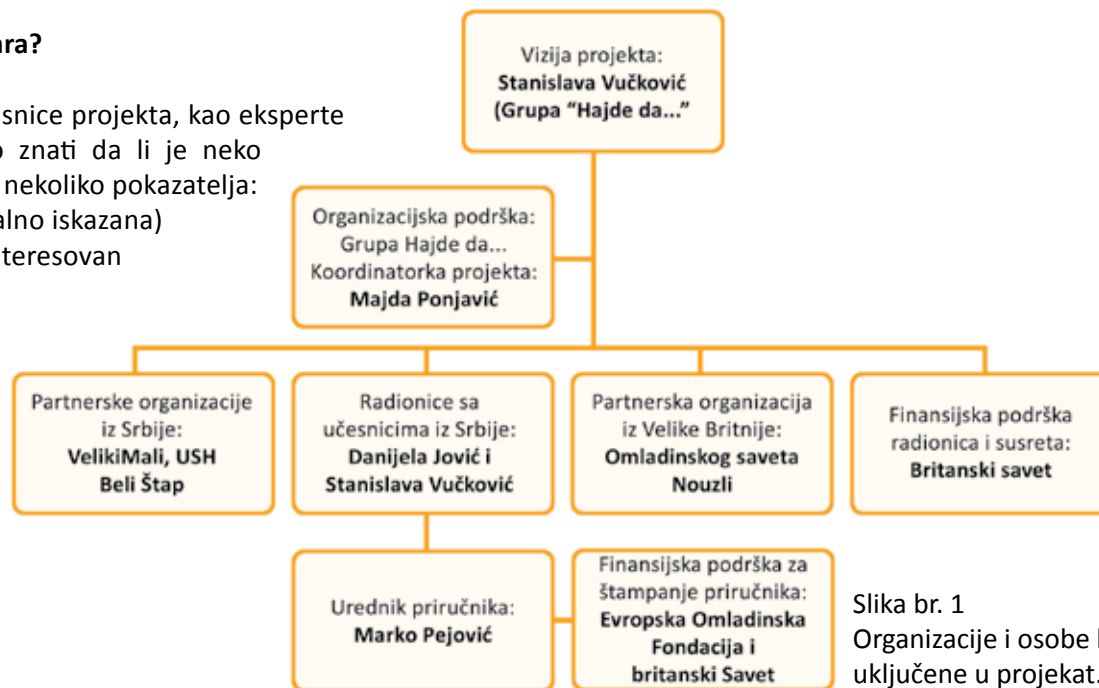 ara?
snice projekta, kao eksperte
znati da li je neko
nekoliko pokazatelja:
alno iskazana)
teresovan
Vizija projekta:
Stanislava Vučković
(Grupa “Hajde da...”
Organizacijska podrška:
Grupa Hajde da...
Koordinatorka projekta:
Majda Ponjavić
Partnerske organizacije
iz Srbije:
VelikiMali, USH
Beli Štap
Radionice sa
učesnicima iz Srbije:
Danijela Jović i
Stanislava Vučković
Partnerska organizacija
iz Velike Britnije:
Omladinskog saveta
Nouzli
Finansijska podrška
radionica i susreta:
Britanski savet
Urednik priručnika:
Marko Pejović
Finansijska podrška za
štampanje priručnika:
Evropska Omladinska
Fondacija i
britanski Savet
Slika br. 1
Organizacije i osobe
uključene u projekat.